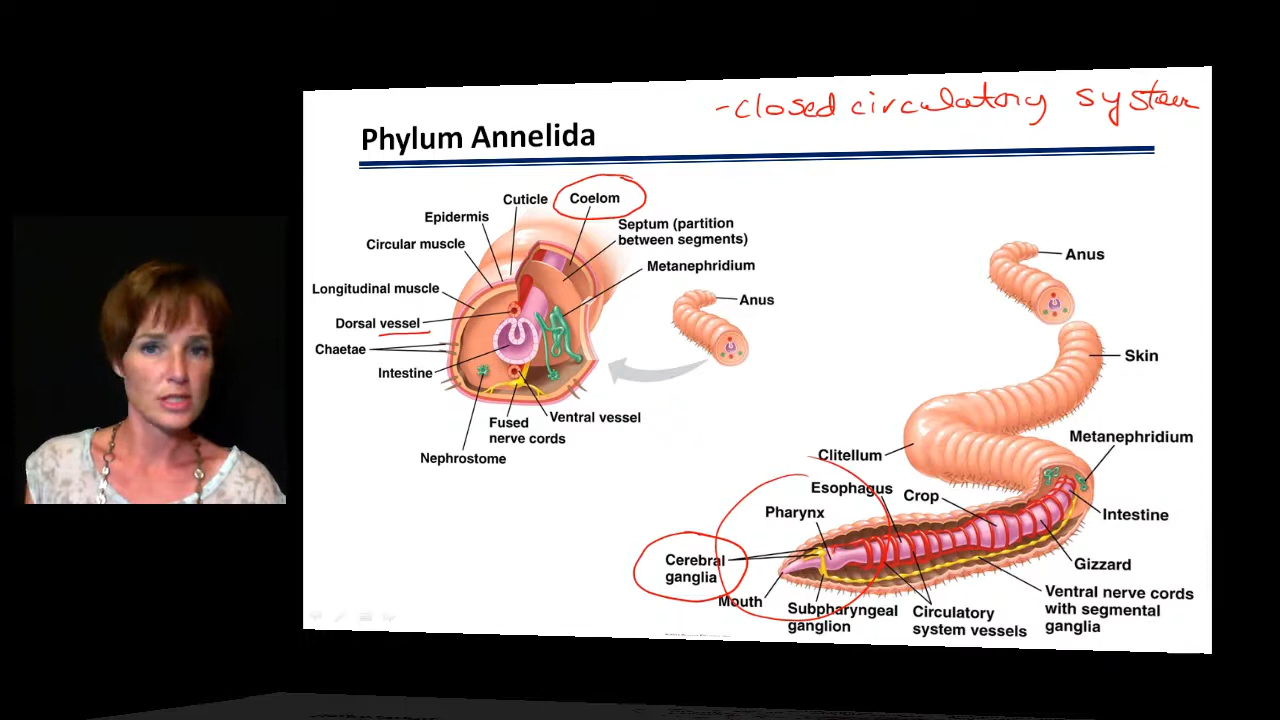 -closed circulatory system
Phylum Annelida
Cuticle
Coelom
Epidermis
Septum (partition
between segments)
Circular muscle
Metanephridium
Longitudinal muscle
Anus
Dorsal vessel
Chaetae
Intestine
Ventral vessel
Fused
nerve cords
Nephrostome
Anus
Skin
Metanephridium
Clitellum
Esophagus
Crop
Pharynx
Intestine
Cerebral
ganglia
Gizzard
Mouth
Subpharyngeal
ganglion
Circulatory
system vessels
Ventral nerve cords
with segmental
ganglia